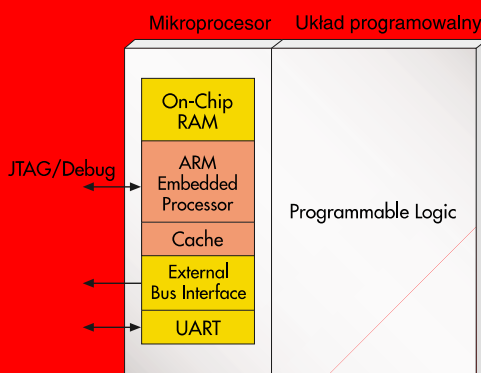 Mikroprocesor
Układ programowalny
On-Chip
RAM
JTAG/Debug
ARM
Embedded
Processor
Programmable Logic
Cache
External
Bus Interface
UART